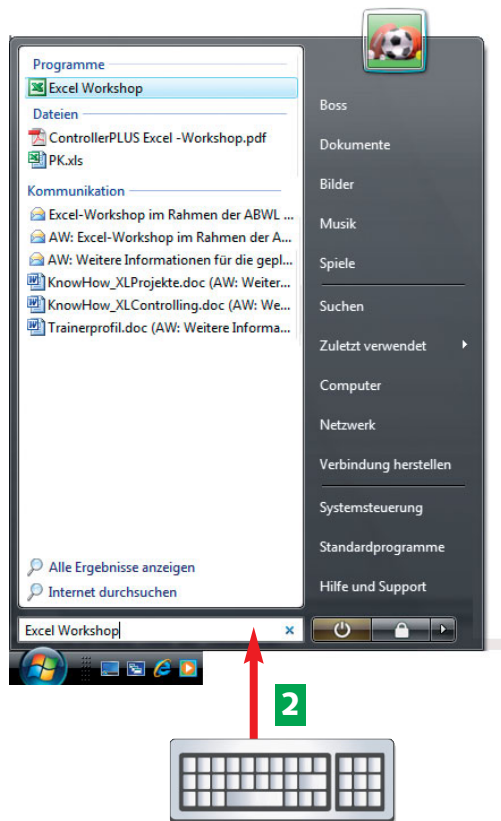 Programme
Excel Workshop
Dateien
ControllerPLUS Excel -Workshop.pdf
PK.xls
Kommunikation
Excel-Workshop im Rahmen der ABWL ...
AW: Excel-Workshop im Rahmen der A...
AW: Weitere Informationen für die gepl...
KnowHow_XLProjekte.doc (AW: Weiter...
KnowHow_XLControlling.doc (AW: We...
Trainerprofil.doc (AW: Weitere Informa...
Alle Ergebnisse anzeigen
Internet durchsuchen
Excel Workshop
Boss
Dokumente
Bilder
Musik
Spiele
Suchen
Zuletzt verwendet
Computer
Netzwerk
Verbindung herstellen
Systemsteuerung
Standardprogramme
Hilfe und Support
2